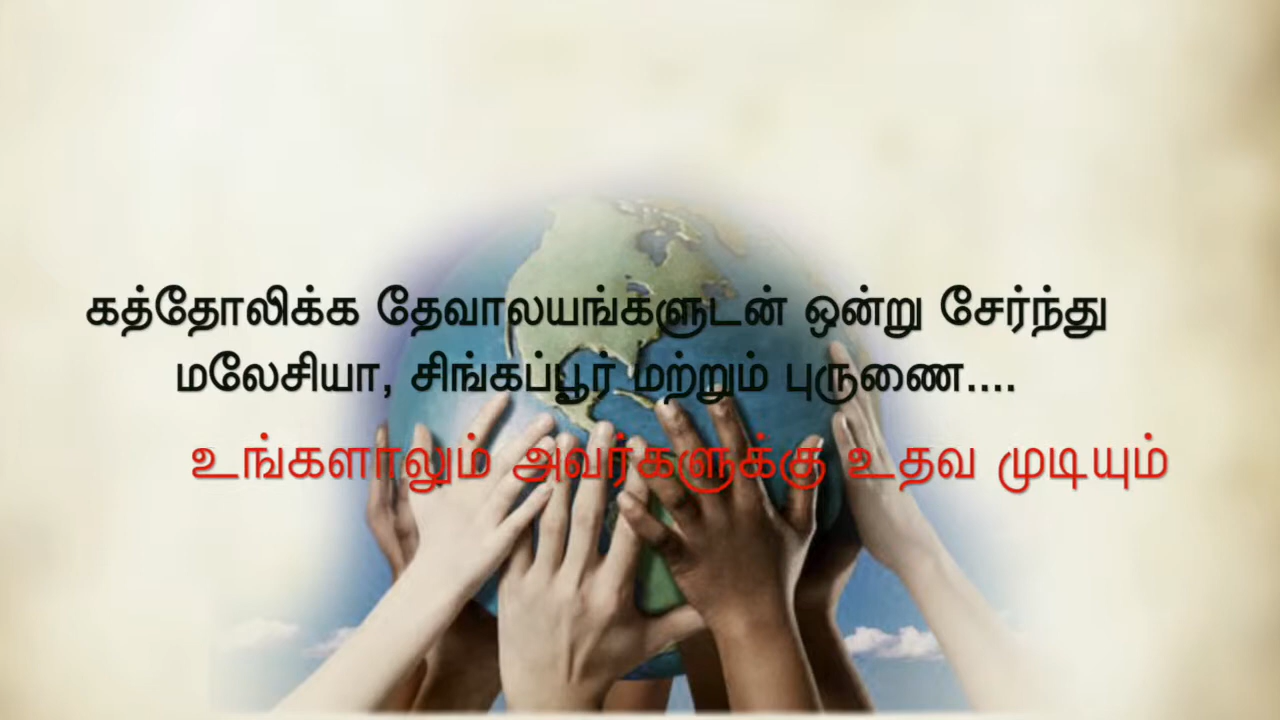 கத்தோலிக்க தேவாலயங்களுடன் ஒன்று சேர்ந்து
மலேசியா, சிங்கப்பூர் மற்றும் புருணை....
உங்களாலும் அவர்களுக்கு உதவ முடியும்